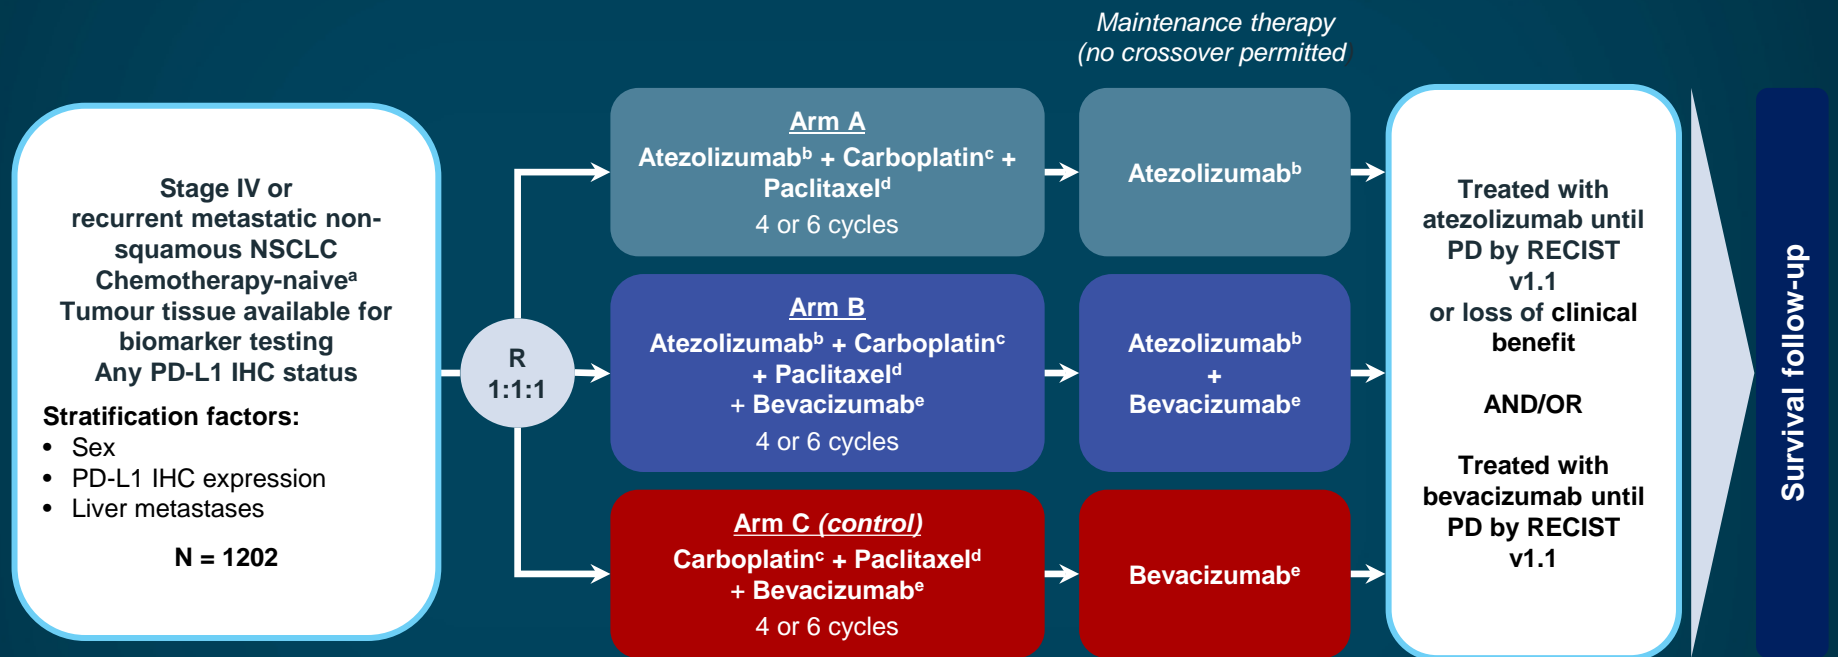 Maintenance therapy
(no crossover permitted)
Stage IV or
recurrent metastatic non-
squamous NSCLC
Chemotherapy-naiveᵃ
Tumour tissue available for
biomarker testing
Any PD-L1 IHC status
Stratification factors:
• Sex
• PD-L1 IHC expression
• Liver metastases
N = 1202
R
1:1:1
Arm A
Atezolizumabᵇ + Carboplatinᶜ +
Paclitaxelᵈ
4 or 6 cycles
Atezolizumabᵇ
Arm B
Atezolizumabᵇ + Carboplatinᶜ
+ Paclitaxelᵈ
+ Bevacizumabᵉ
4 or 6 cycles
Atezolizumabᵇ
+
Bevacizumabᵉ
Arm C (control)
Carboplatinᶜ + Paclitaxelᵈ
+ Bevacizumabᵉ
4 or 6 cycles
Bevacizumabᵉ
Treated with
atezolizumab until
PD by RECIST
v1.1
or loss of clinical
benefit
AND/OR
Treated with
bevacizumab until
PD by RECIST
v1.1
Survival follow-up